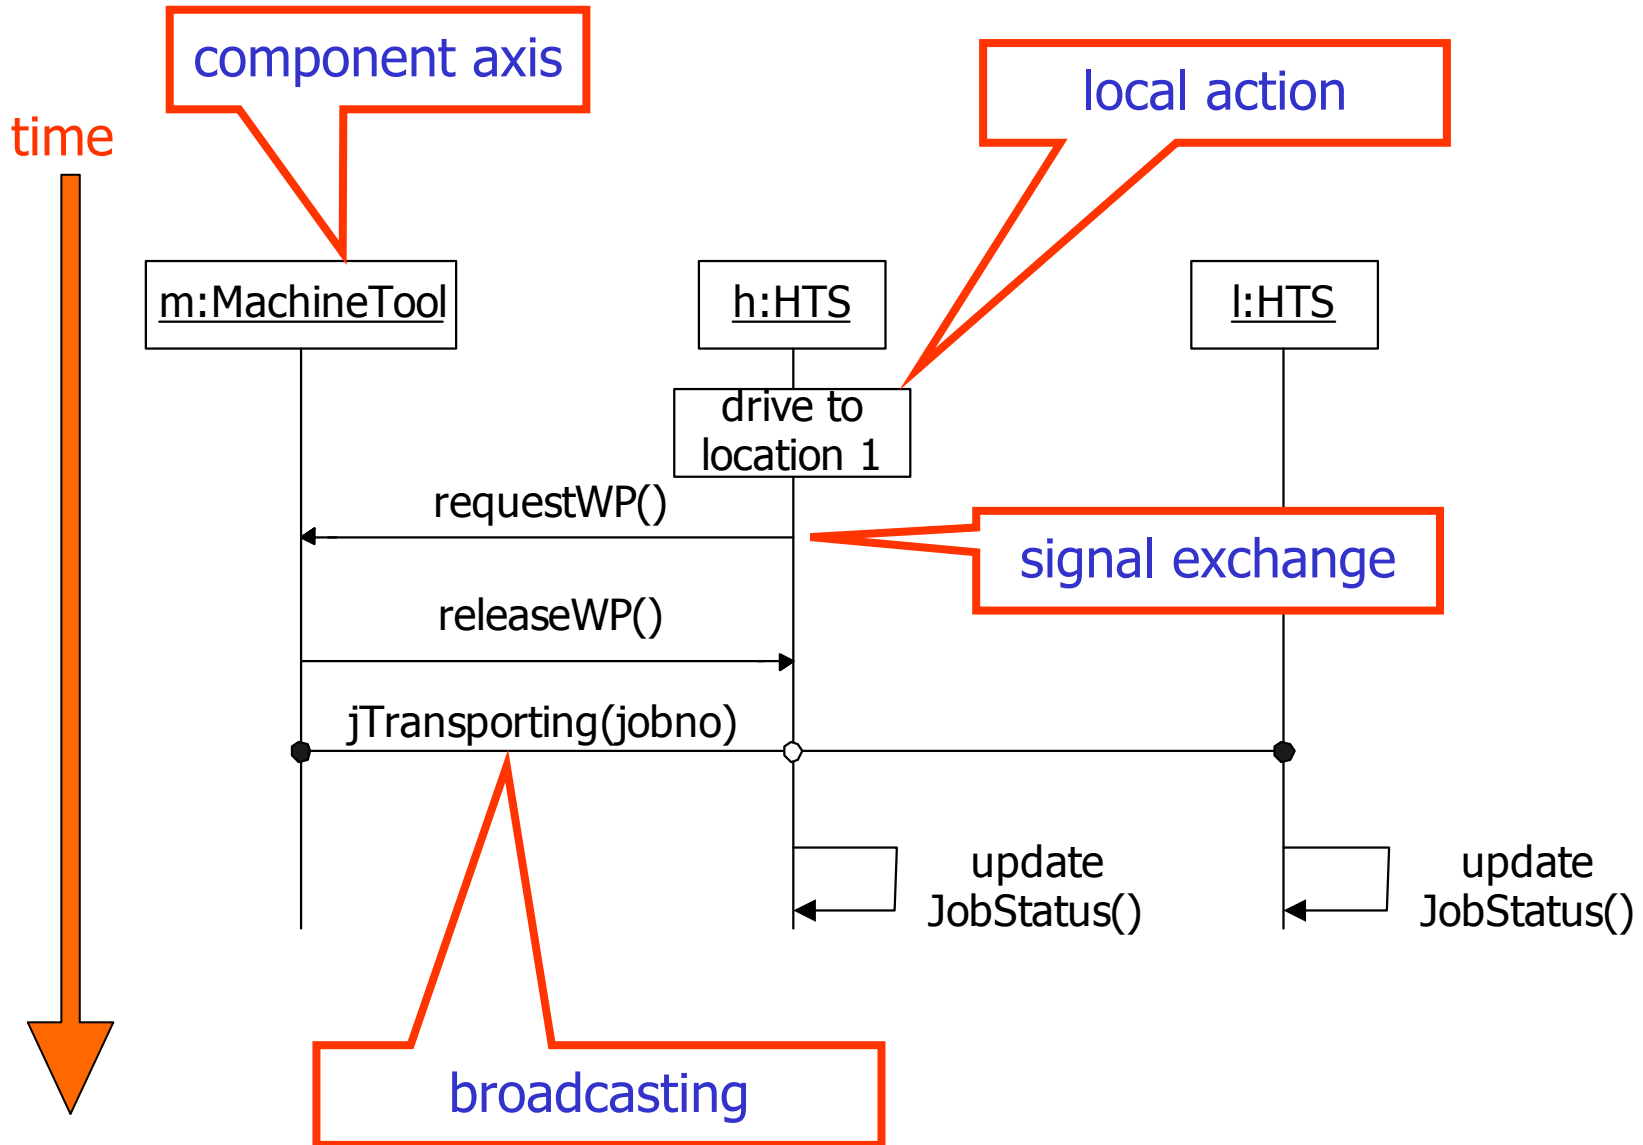 component axis
local action
time
m:MachineTool
h:HTS
l:HTS
drive to
location 1
requestWP()
signal exchange
releaseWP()
jTransporting(jobno)
update
JobStatus()
update
JobStatus()
broadcasting